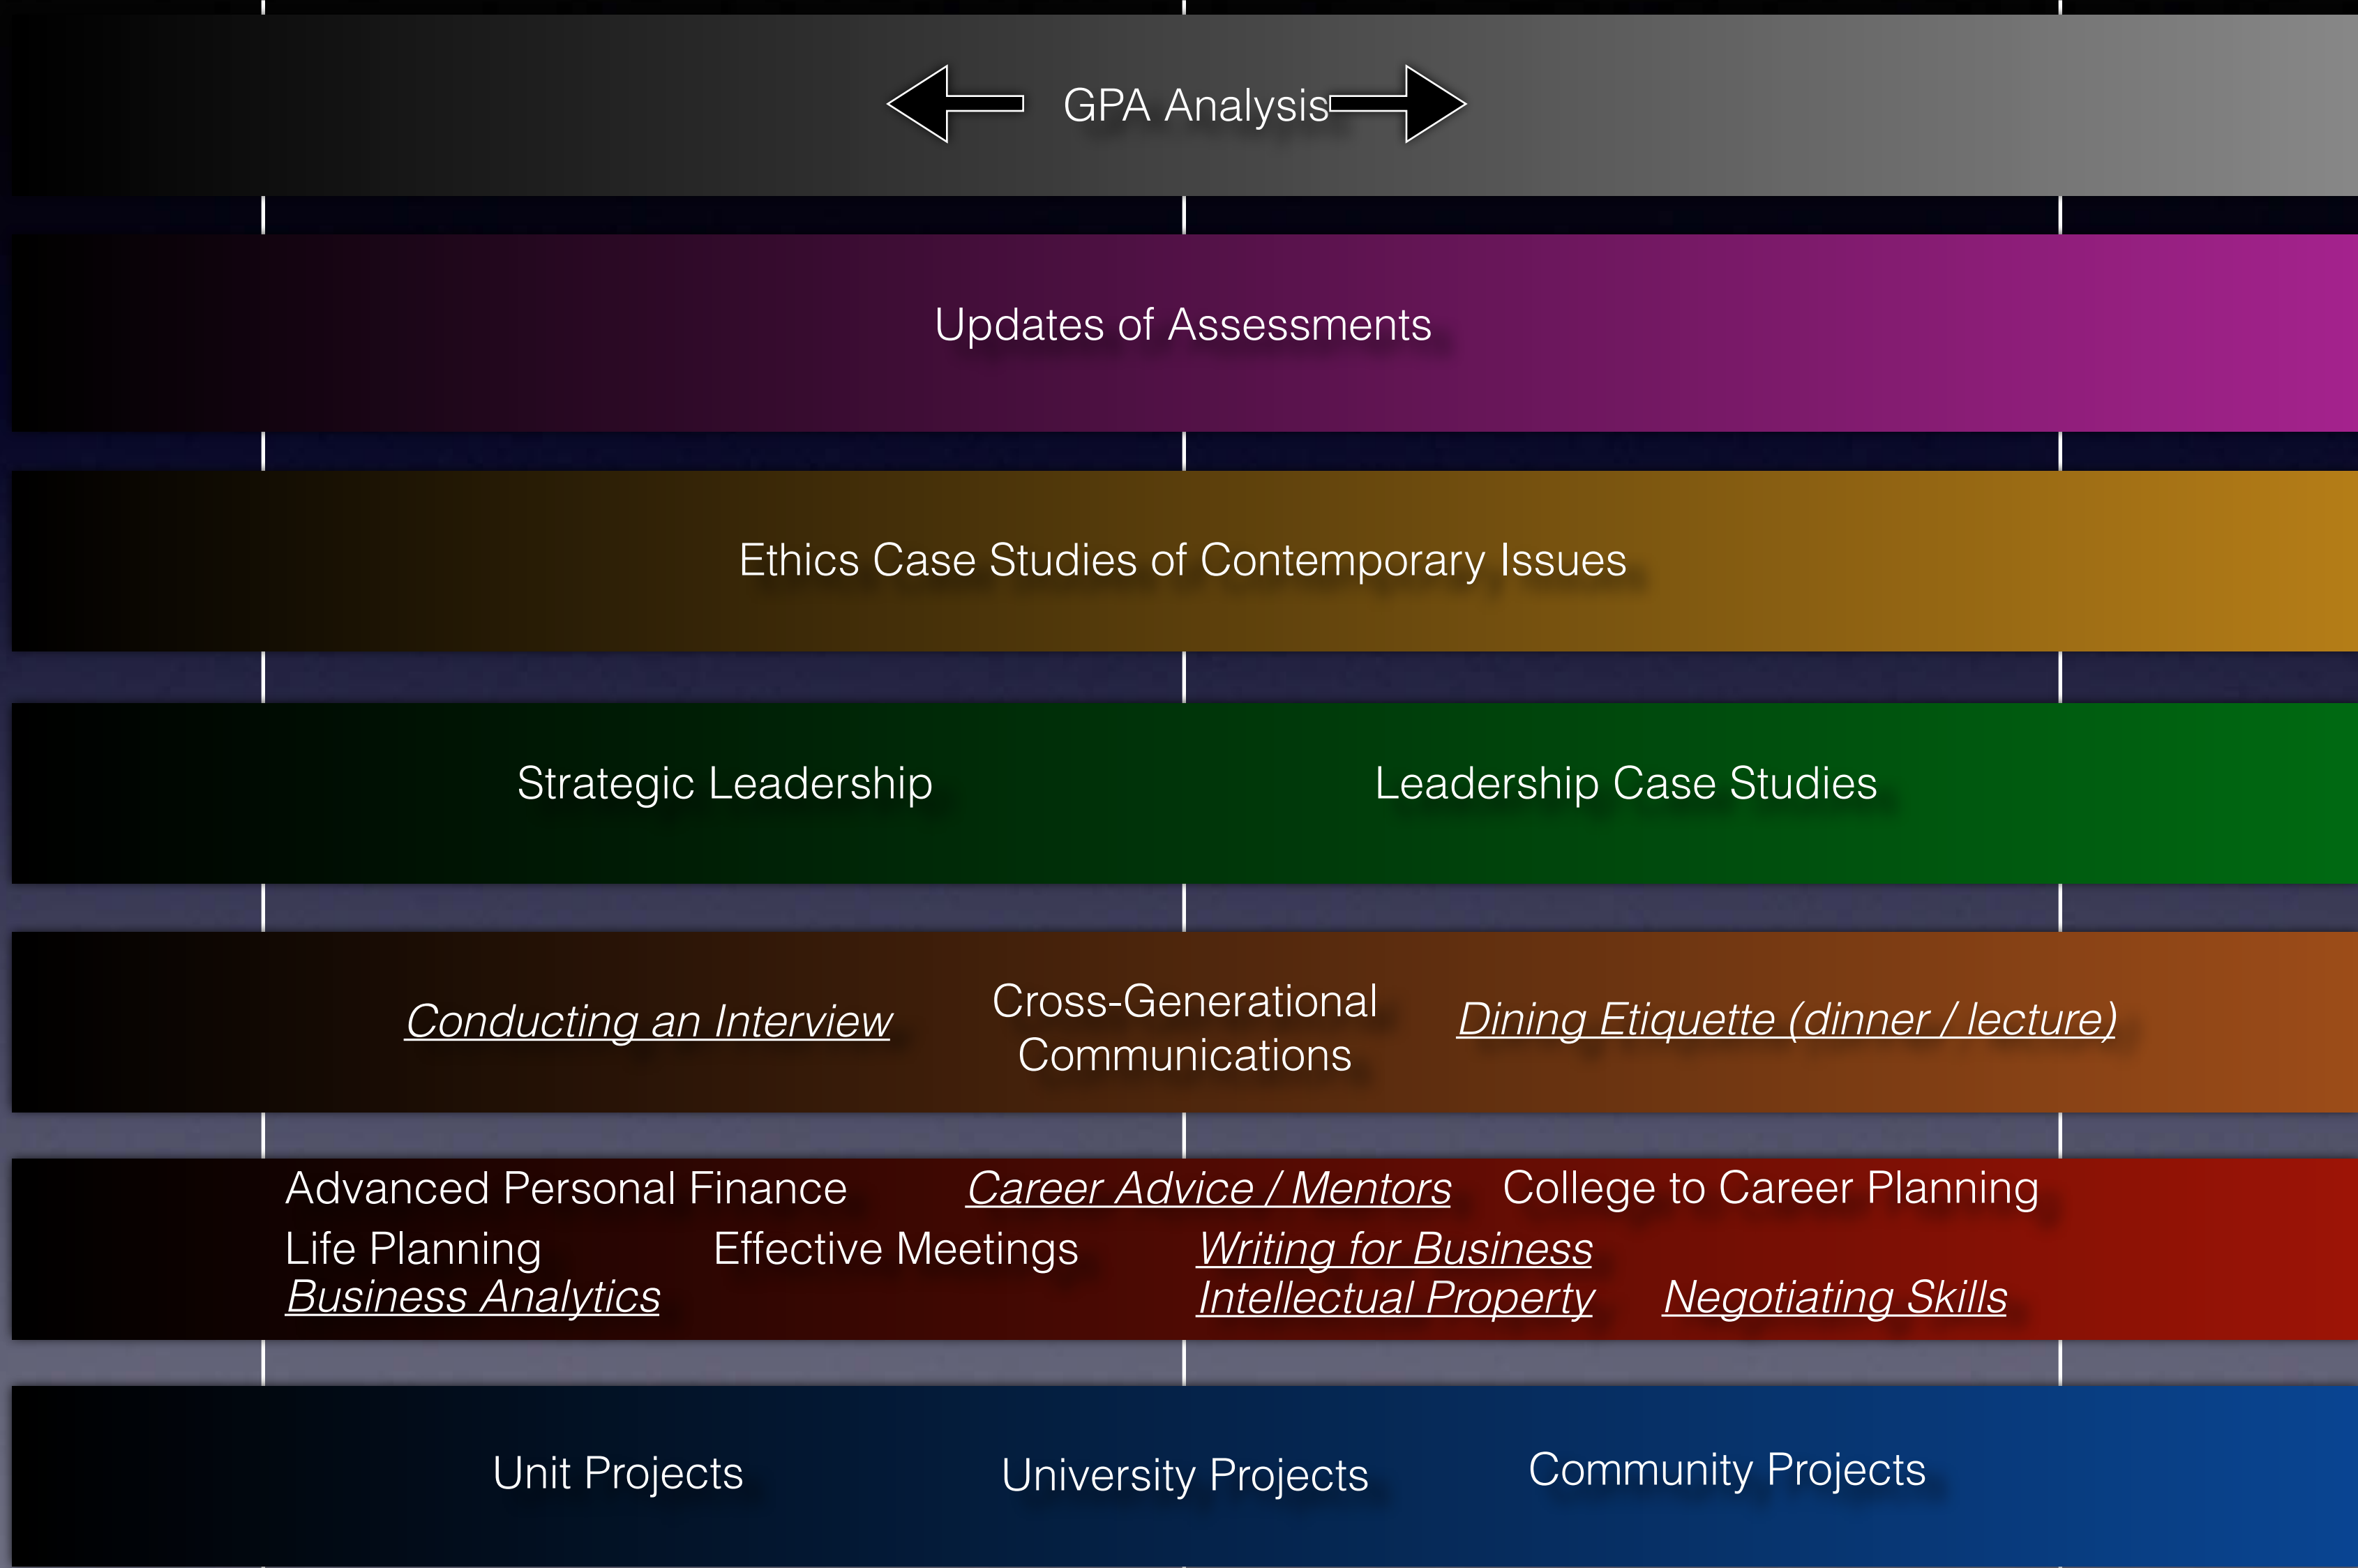 GPA Analysis
Updates of Assessments
Ethics Case Studies of Contemporary Issues
Strategic Leadership
Leadership Case Studies
Conducting an Interview
Cross-Generational
Communications
Dining Etiquette (dinner / lecture)
Advanced Personal Finance
Career Advice / Mentors
College to Career Planning
Life Planning
Effective Meetings
Writing for Business
Business Analytics
Intellectual Property
Negotiating Skills
Unit Projects
University Projects
Community Projects